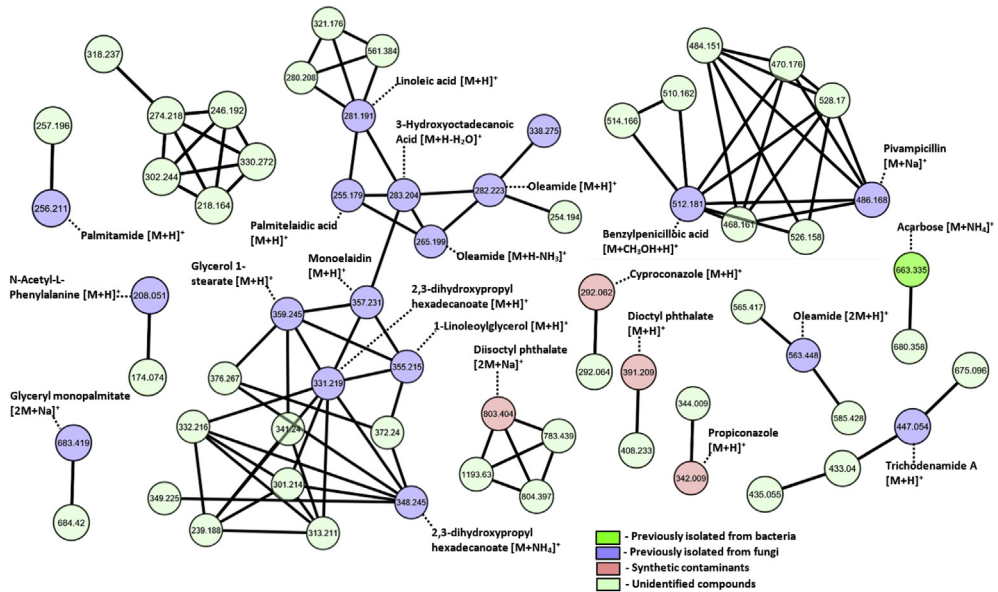 321.176
561.384
280.208
Linoleic acid [M+H]⁺
281.191
3-Hydroxyoctadecanoic
Acid [M+H-H₂O]⁺
338.275
318.237
274.218
246.192
330.272
302.244
218.164
257.196
256.211
Palmitamide [M+H]⁺
255.179
283.204
282.223
Oleamide [M+H]⁺
254.194
Palmitelaidic acid
[M+H]⁺
265.199
Oleamide [M+H-NH₃]⁺
484.151
470.176
528.17
510.162
514.166
Pivampicillin
[M+Na]⁺
512.181
486.168
468.161
526.158
Benzylpenicilloic acid
[M+CH₃OH+H]⁺
Acarbose [M+NH₄]⁺
663.335
680.358
N-Acetyl-L-
Phenylalanine [M+H]⁺
208.051
174.074
Glycerol 1-
stearate [M+H]⁺
Monoelaidin
[M+H]⁺
359.245
357.231
2,3-dihydroxypropyl
hexadecanoate [M+H]⁺
1-Linoleoylglycerol [M+H]⁺
355.215
331.219
376.267
332.216
341.24
372.24
301.214
349.225
348.245
239.188
313.211
2,3-dihydroxypropyl
hexadecanoate [M+NH₄]⁺
Glyceryl monopalmitate
[2M+Na]⁺
683.419
684.42
Diisoctyl phthalate
[2M+Na]⁺
803.404
783.439
1193.63
804.397
Cyproconazole [M+H]⁺
292.062
292.064
Dioctyl phthalate
[M+H]⁺
391.209
408.233
344.009
Propiconazole
[M+H]⁺
342.009
565.417
Oleamide [2M+H]⁺
563.448
585.428
675.096
447.054
433.04
435.055
Trichodenamide A
[M+H]⁺
- Previously isolated from bacteria
- Previously isolated from fungi
- Synthetic contaminants
- Unidentified compounds